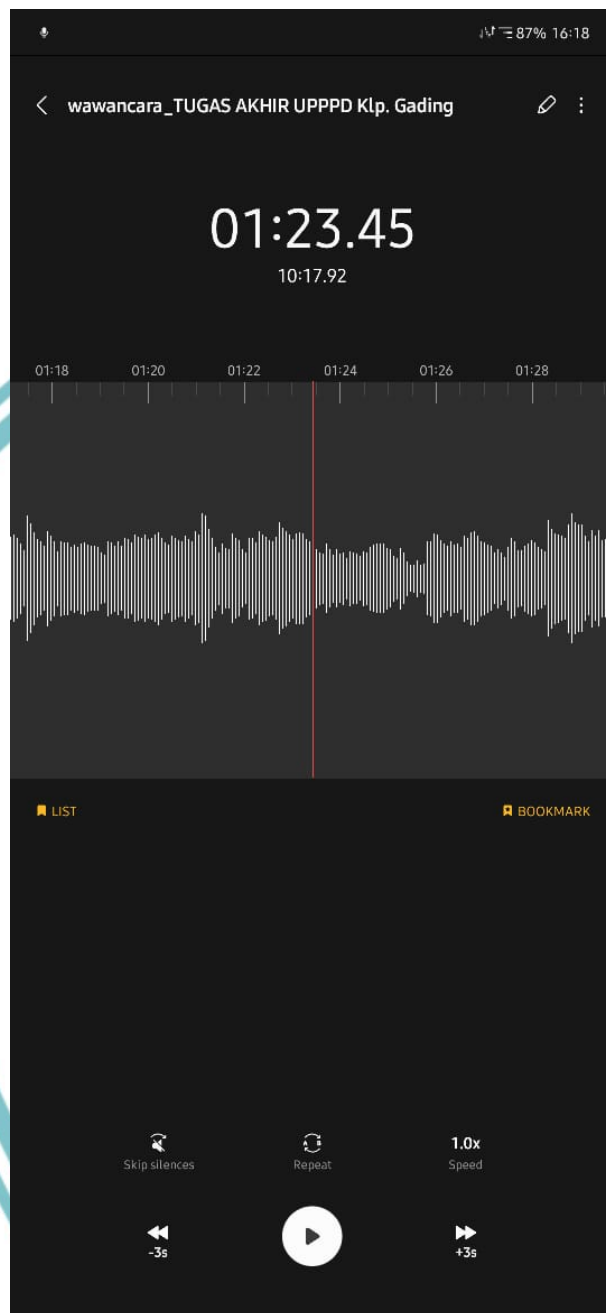 87% 16:18
wawancara_TUGAS AKHIR UPPPD Klp. Gading
01:23.45
10:17.92
01:18 01:20 01:22 01:24 01:26 01:28
LIST BOOKMARK
1.0x
Skip silences Repeat Speed
-3s +3s